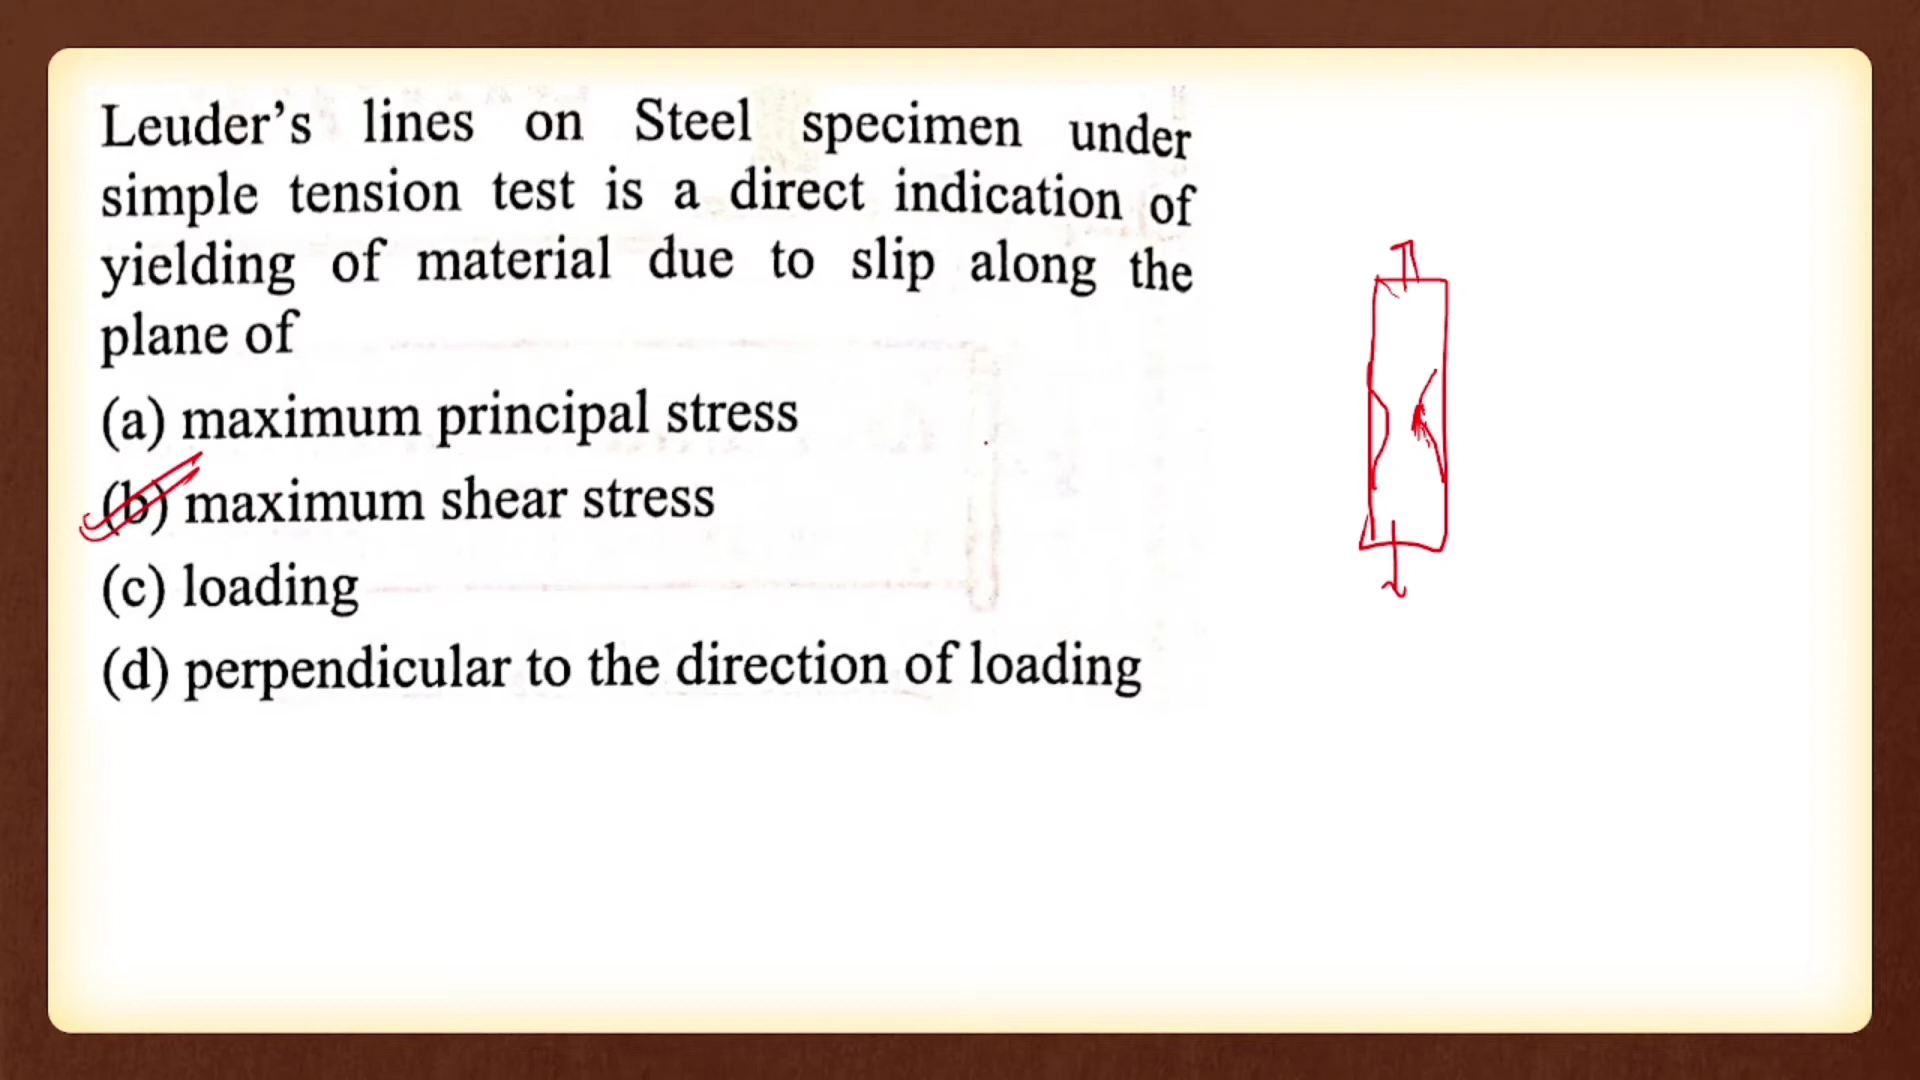 Leuder's lines on Steel specimen under
simple tension test is a direct indication of
yielding of material due to slip along the
plane of
(a) maximum principal stress
(b) maximum shear stress
(c) loading
(d) perpendicular to the direction of loading